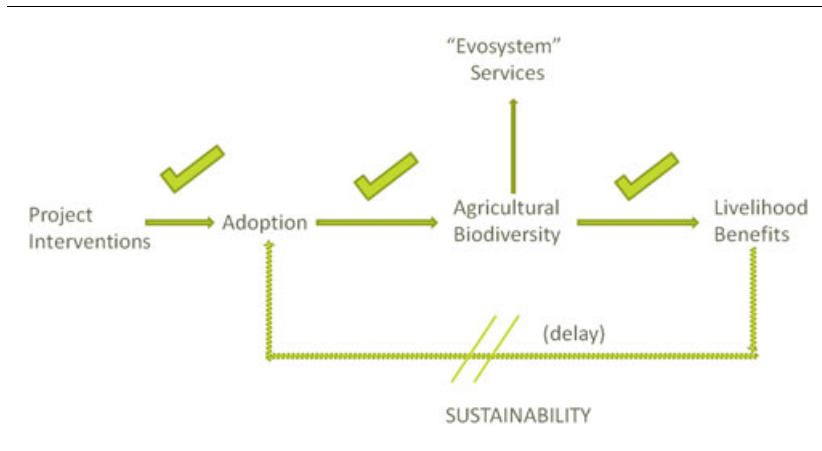 “Evosystem”
Services
Project
Interventions
Adoption
Agricultural
Biodiversity
Livelihood
Benefits
(delay)
SUSTAINABILITY